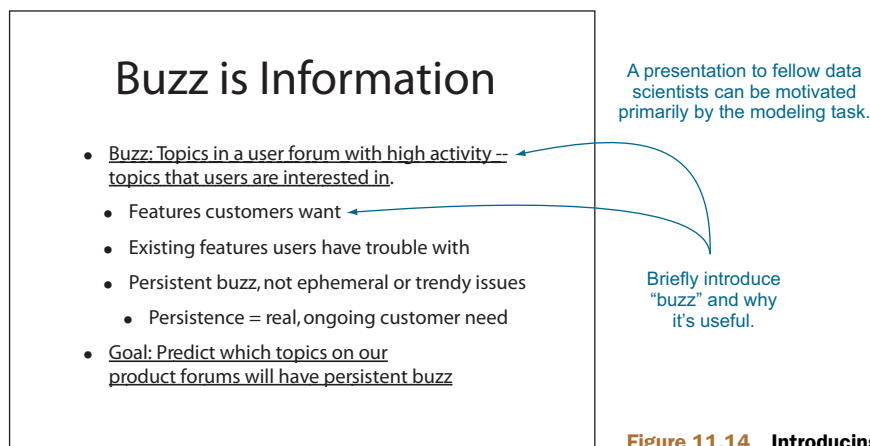 Buzz is Information
• Buzz: Topics in a user forum with high activity --
topics that users are interested in.
• Features customers want
• Existing features users have trouble with
• Persistent buzz, not ephemeral or trendy issues
• Persistence = real, ongoing customer need
• Goal: Predict which topics on our
product forums will have persistent buzz
A presentation to fellow data
scientists can be motivated
primarily by the modeling task.
Briefly introduce
“buzz” and why
it’s useful.
Figure 11.14 Introducing